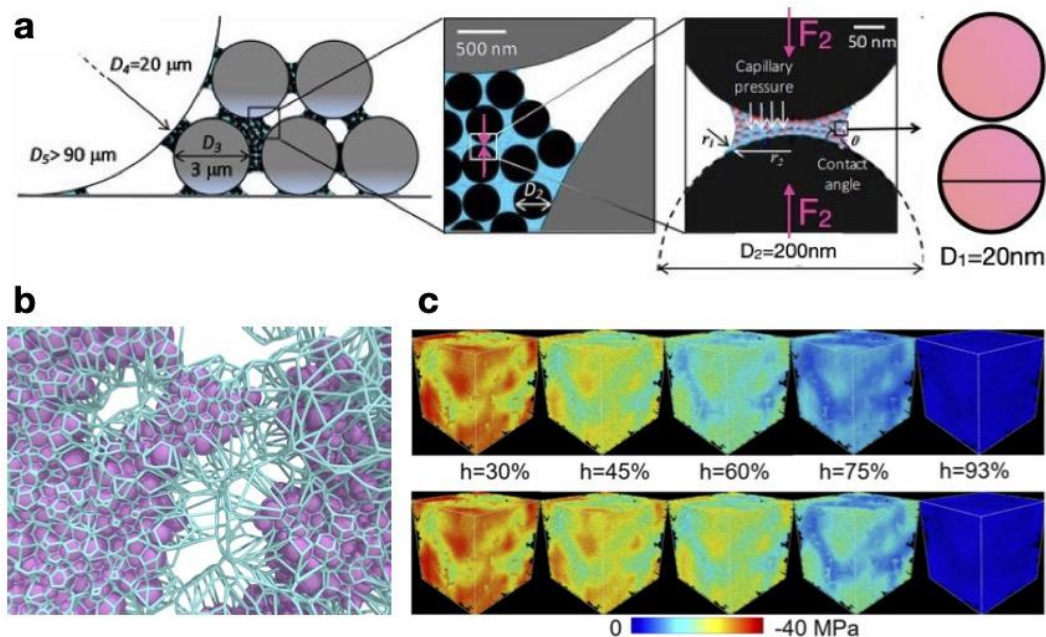 a
D4=20 μm
D5> 90 μm
D3
3 μm
500 nm
D2
F2
50 nm
Capillary
pressure
r1
r2
θ
Contact
angle
F2
D2=200nm
D1=20nm
b
c
h=30%
h=45%
h=60%
h=75%
h=93%
0
-40 MPa